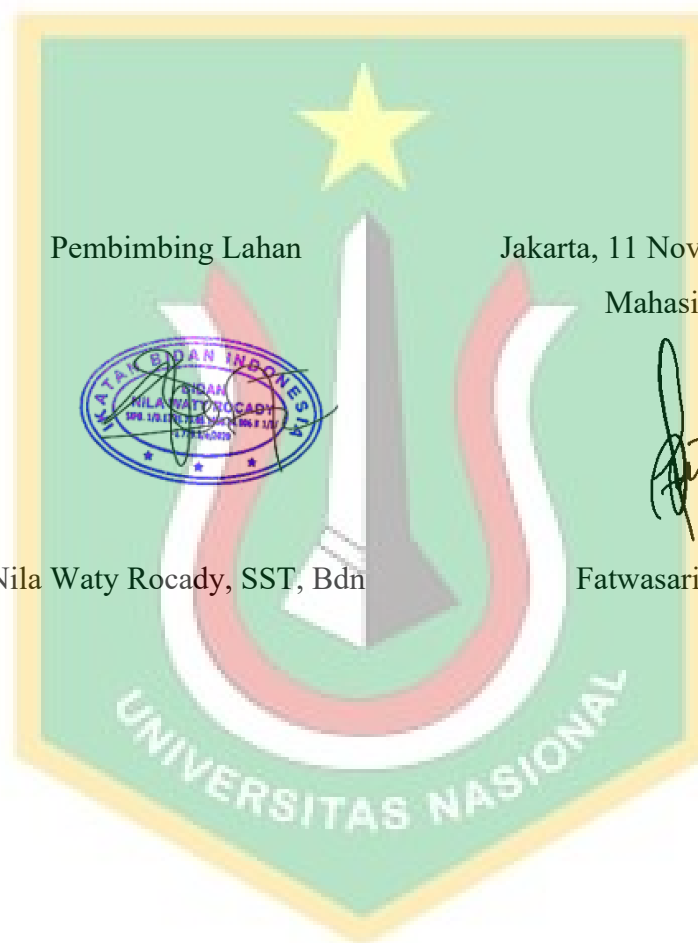 Pembimbing Lahan
Jakarta, 11 Nov
Mahasi
IKATAN BIDAN INDONESIA
BIDAN
NILA WATY ROCADY
Nila Waty Rocady, SST, Bdn
Fatwasari
UNIVERSITAS NASIONAL